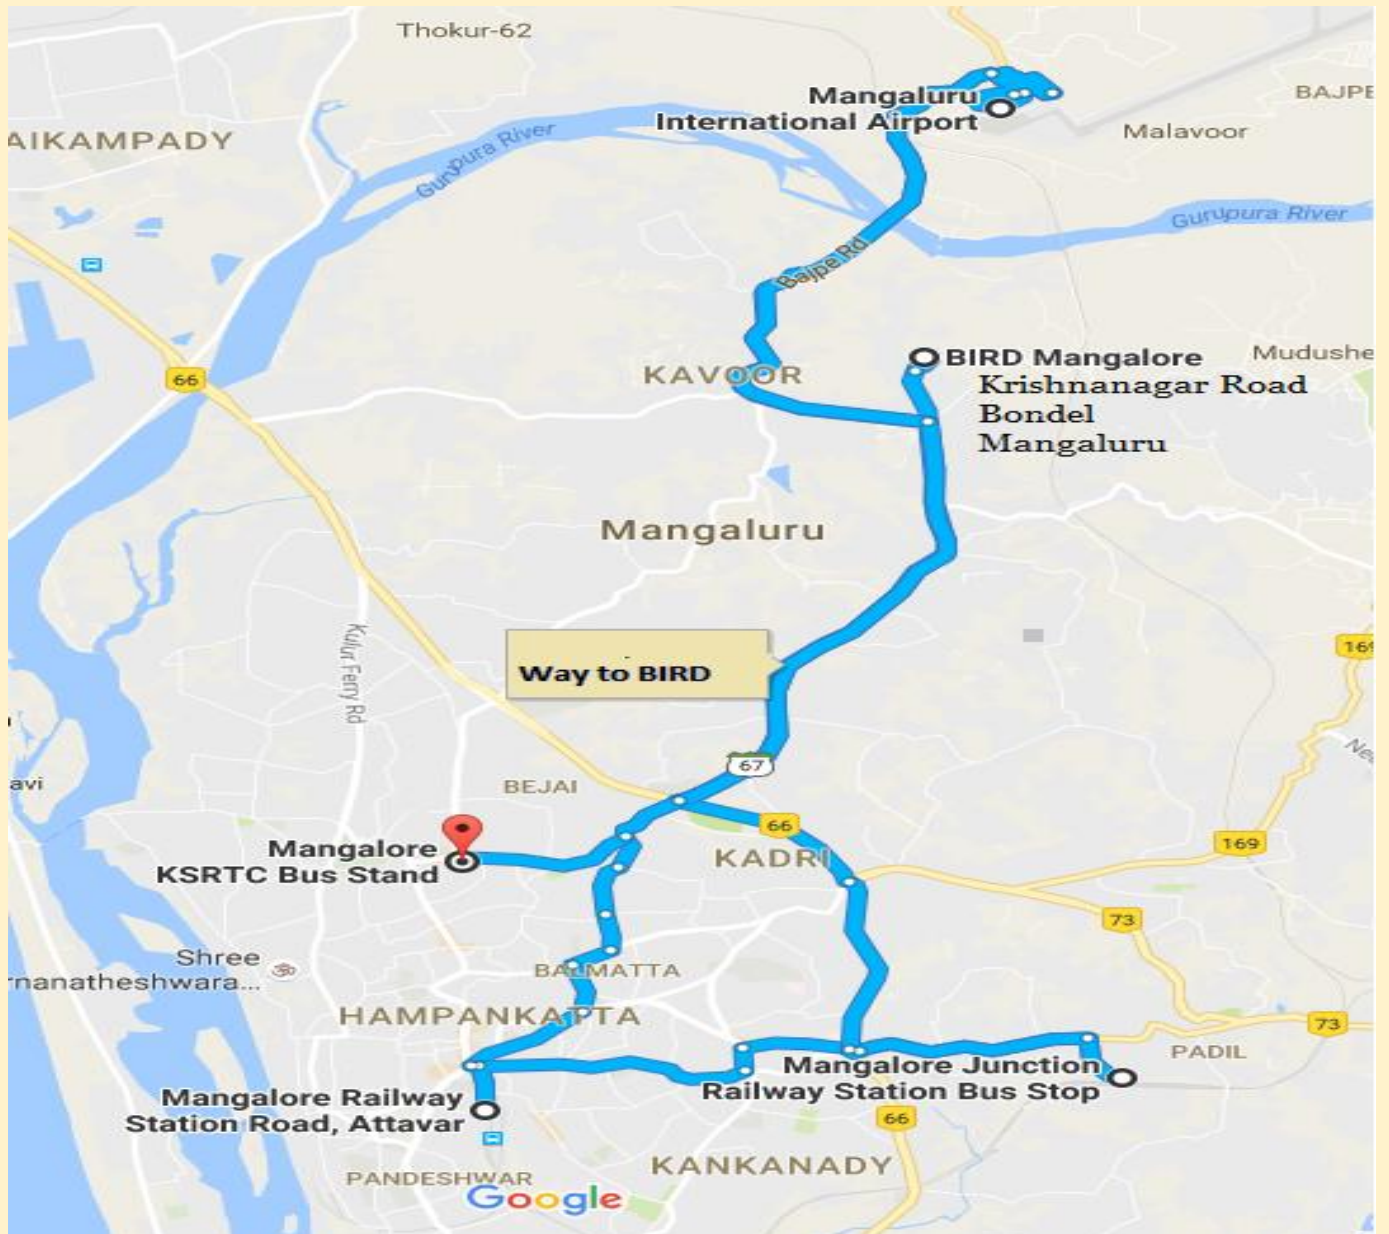 Thokur-62
Mangaluru
International Airport
BAJPE
Malavoor
AIKAMPADY
Gurupura River
Gurupura River
Bajpe Rd
BIRD Mangalore
Krishnanagar Road
Bondel
Mangaluru
Mudushe
KAVOOR
66
Mangaluru
Kulur Ferry Rd
Way to BIRD
169
67
avi
BEJAI
66
Mangalore
KSRTC Bus Stand
KADRI
169
73
Shree
rnanatheshwara...
BALMATTA
HAMPANKATTA
73
PADIL
Mangalore Junction
Railway Station Bus Stop
Mangalore Railway
Station Road, Attavar
66
KANKANADY
PANDESHWAR
Google